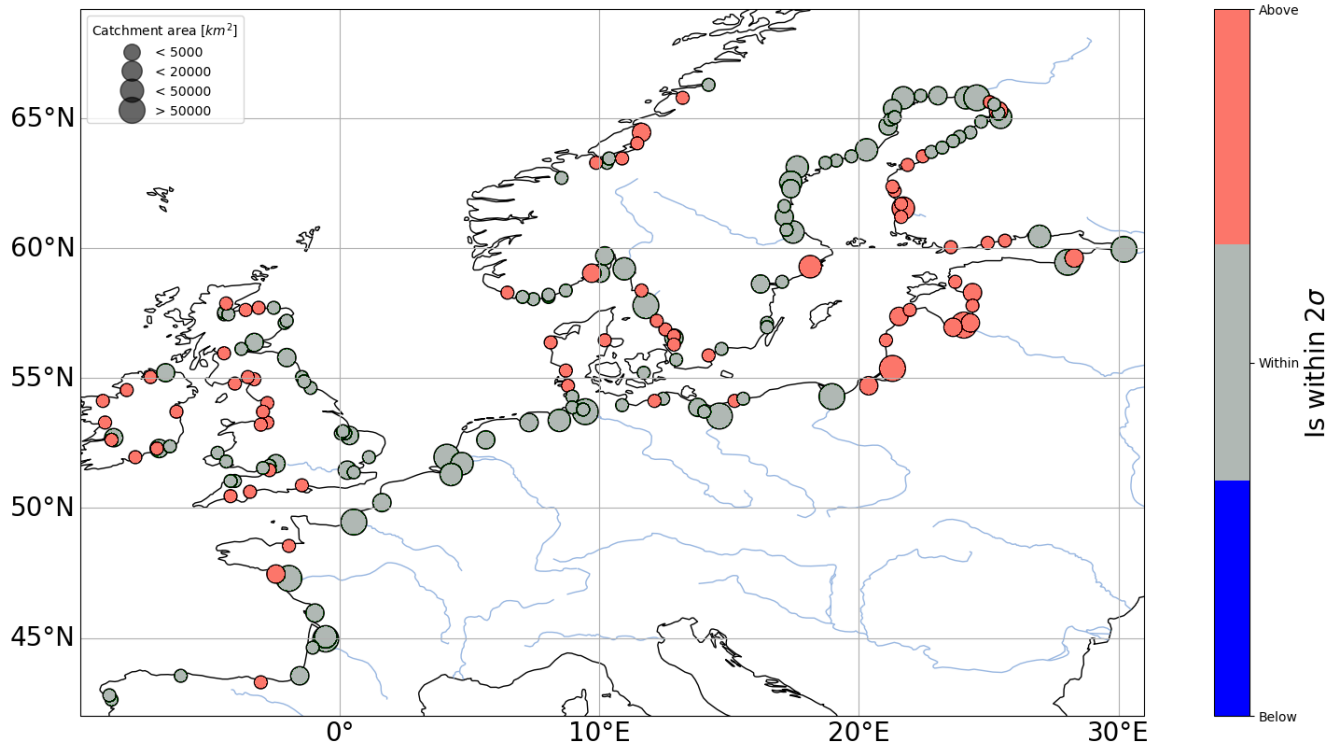 Catchment area [km²]
< 5000
< 20000
< 50000
> 50000
65°N
60°N
55°N
50°N
45°N
0°
10°E
20°E
30°E
Above
Within
Below
Is within 2σ